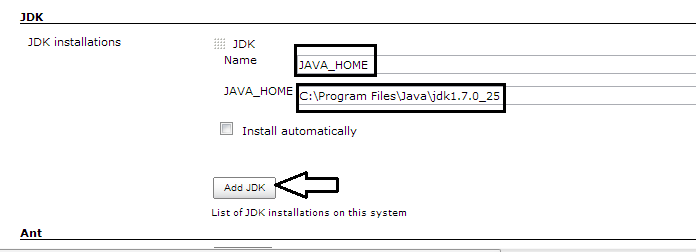 JDK
JDK installations
JDK
Name
JAVA_HOME
JAVA_HOME
C:\Program Files\Java\jdk1.7.0_25
Install automatically
Add JDK
List of JDK installations on this system
Ant